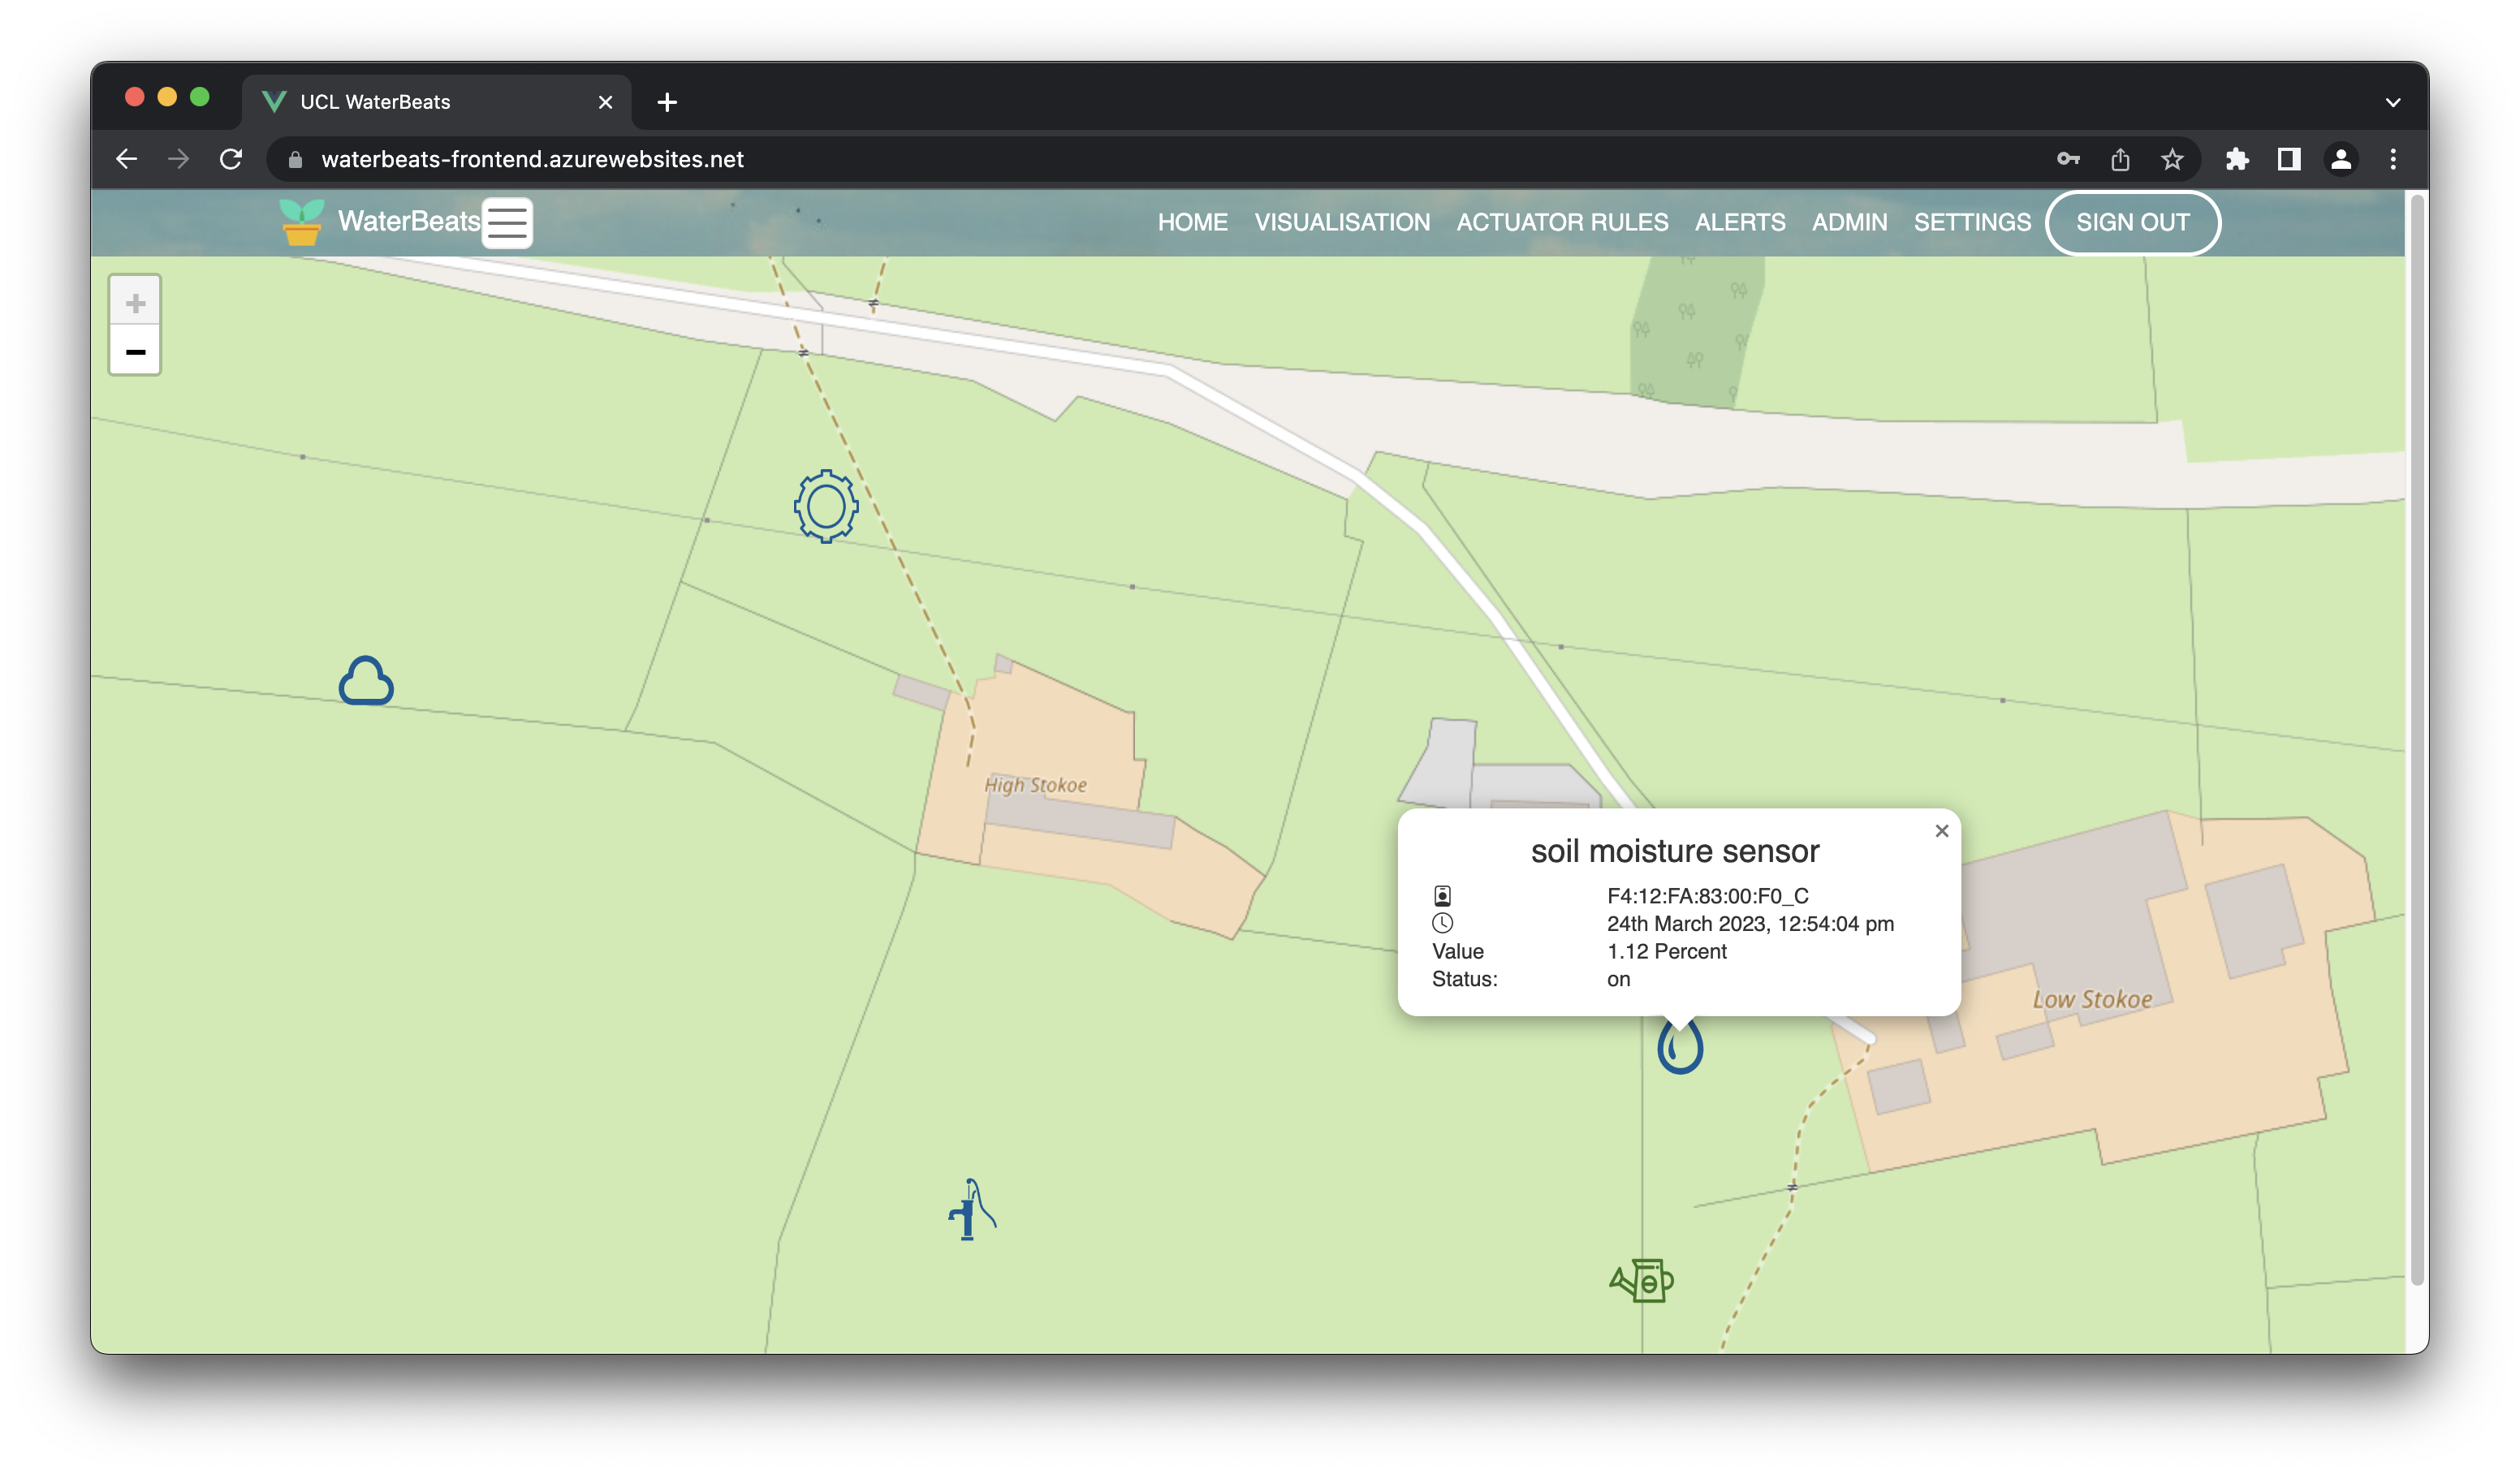 UCL WaterBeats
waterbeats-frontend.azurewebsites.net
WaterBeats
HOME VISUALISATION ACTUATOR RULES ALERTS ADMIN SETTINGS SIGN OUT
+
−
High Stokoe
soil moisture sensor
F4:12:FA:83:00:F0_C
24th March 2023, 12:54:04 pm
Value 1.12 Percent
Status: on
Low Stokoe